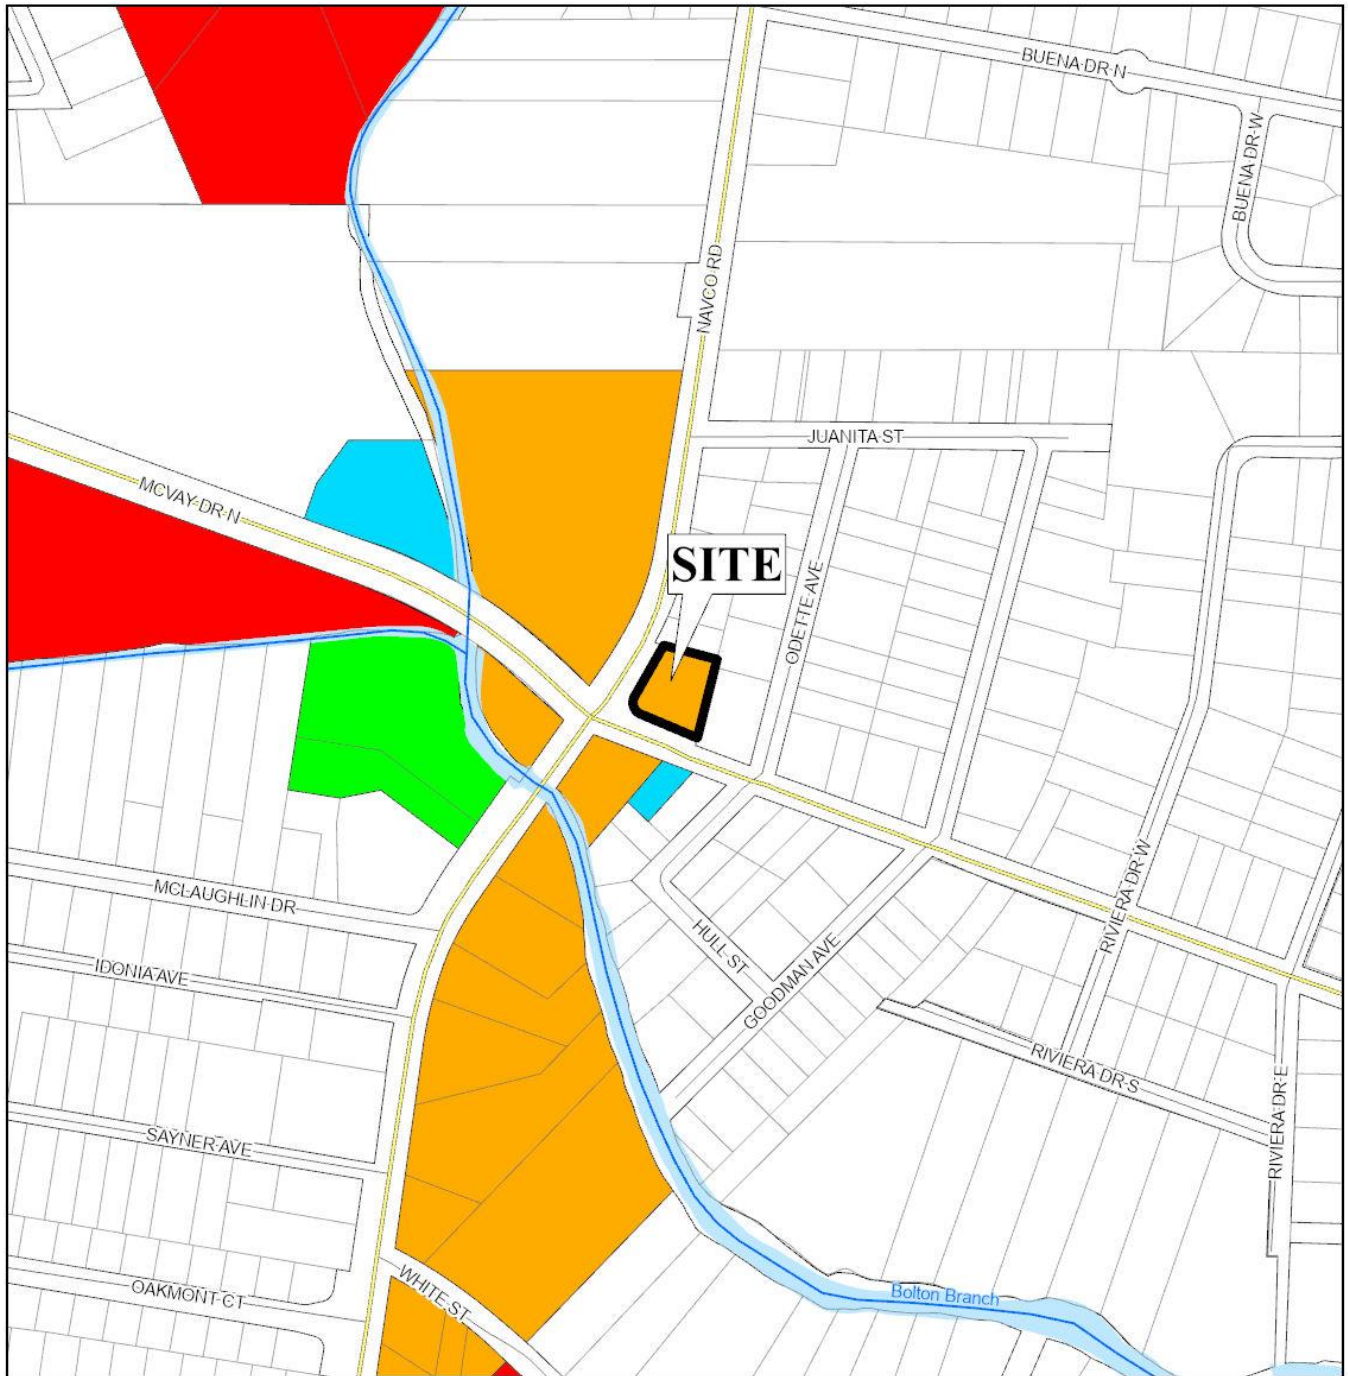 BUENA DR N
BUENA DR W
NAVCO RD
JUANITA ST
MCVAY DR N
SITE
ODETTE AVE
MCLAUGHLIN DR
RIVIERA DR W
HULL ST
IDONIA AVE
GOODMAN AVE
RIVIERA DR S
SAYNER AVE
RIVIERA DR E
OAKMONT CT
WHITE ST
Bolton Branch